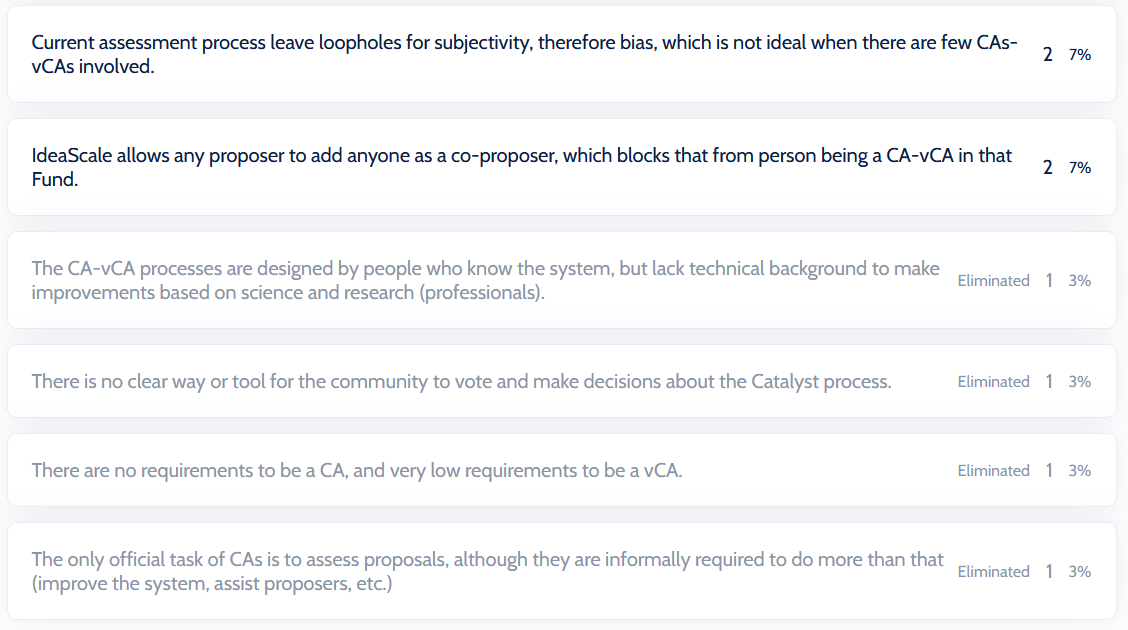 Current assessment process leave loopholes for subjectivity, therefore bias, which is not ideal when there are few CAs-
vCAs involved.
2 7%
IdeaScale allows any proposer to add anyone as a co-proposer, which blocks that from person being a CA-vCA in that
Fund.
2 7%
The CA-vCA processes are designed by people who know the system, but lack technical background to make
improvements based on science and research (professionals).
Eliminated 1 3%
There is no clear way or tool for the community to vote and make decisions about the Catalyst process.
Eliminated 1 3%
There are no requirements to be a CA, and very low requirements to be a vCA.
Eliminated 1 3%
The only official task of CAs is to assess proposals, although they are informally required to do more than that
(improve the system, assist proposers, etc.)
Eliminated 1 3%